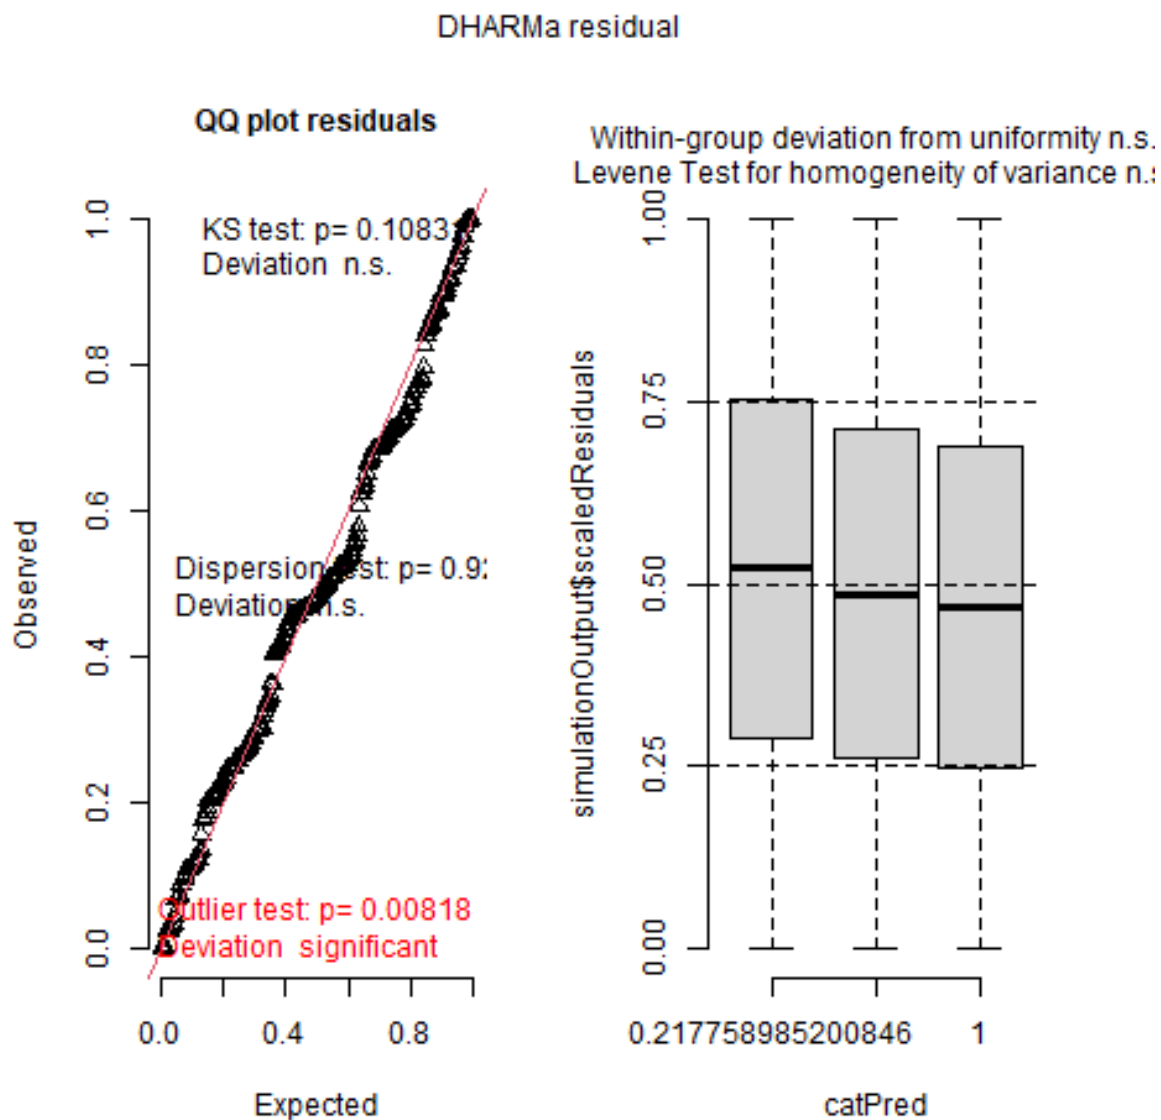 DHARMa residual
QQ plot residuals
KS test: p= 0.1083
Deviation n.s.
Dispersion test: p= 0.92
Deviation n.s.
Outlier test: p= 0.00818
Deviation significant
Observed
1.0
0.8
0.6
0.4
0.2
0.0
0.0
0.4
0.8
Expected
Within-group deviation from uniformity n.s.
Levene Test for homogeneity of variance n.s
simulationOutput$scaledResiduals
1.00
0.75
0.50
0.25
0.00
0.217758985200846
1
catPred